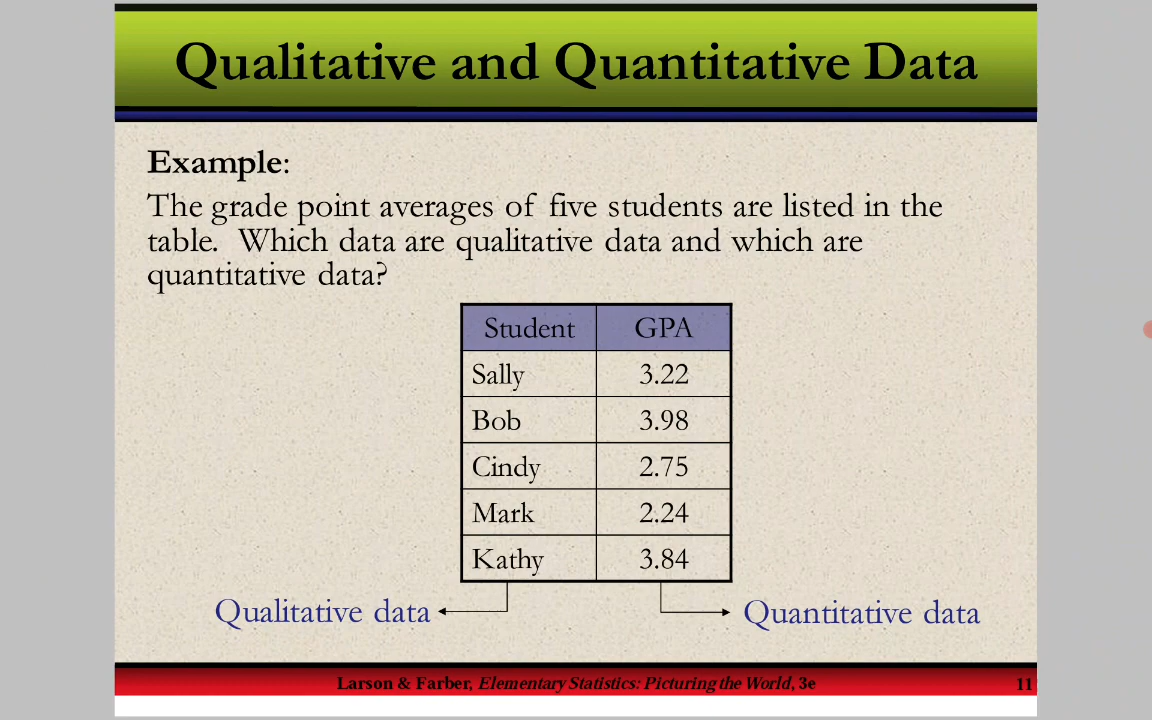 Qualitative and Quantitative Data
Example:
The grade point averages of five students are listed in the
table. Which data are qualitative data and which are
quantitative data?
Student GPA
Sally 3.22
Bob 3.98
Cindy 2.75
Mark 2.24
Kathy 3.84
Qualitative data Quantitative data
Larson & Farber, Elementary Statistics: Picturing the World, 3e 11